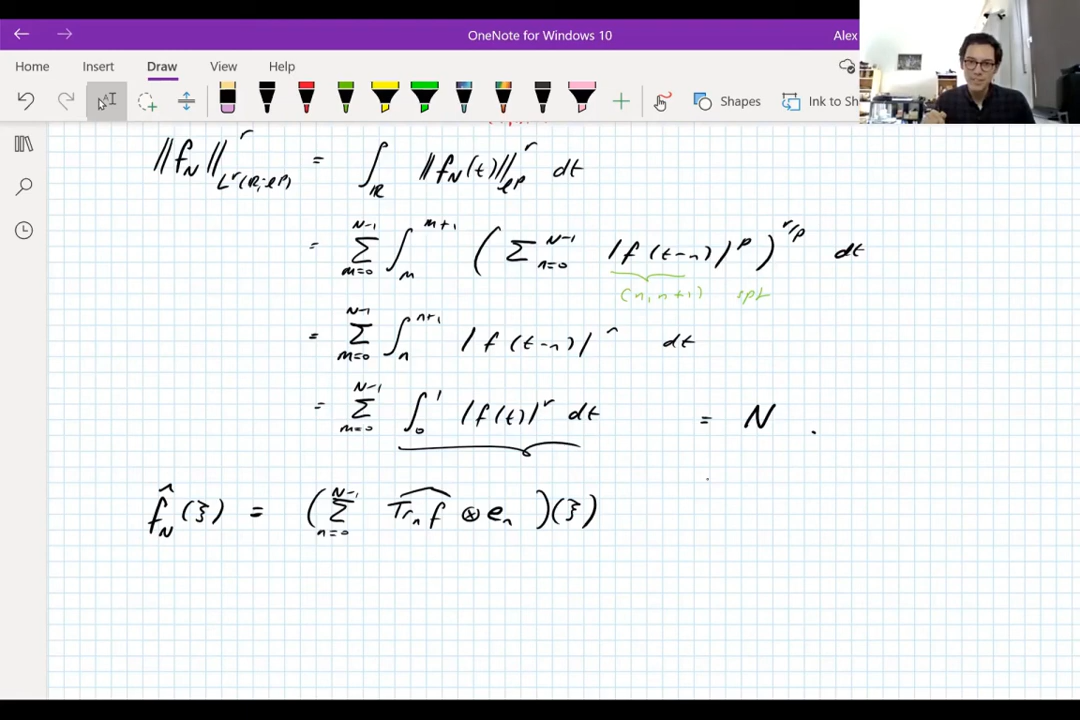 OneNote for Windows 10
Alex
Home Insert Draw View Help
Shapes Ink to Sh
‖f_N‖^r_{L^r(ℝ;ℓ^p)} = ∫_ℝ ‖f_N(t)‖^r_{ℓ^p} dt
= Σ_{m=0}^{N-1} ∫_m^{m+1} ( Σ_{n=0}^{N-1} |f(t-n)|^p )^{r/p} dt
(n, n+1) spt
= Σ_{m=0}^{N-1} ∫_n^{n+1} |f(t-n)|^r dt
= Σ_{m=0}^{N-1} ∫_0^1 |f(t)|^r dt = N .
\hat{f}_N(ξ) = ( Σ_{n=0}^{N-1} \widehat{Tr_n f} ⊗ e_n )(ξ)